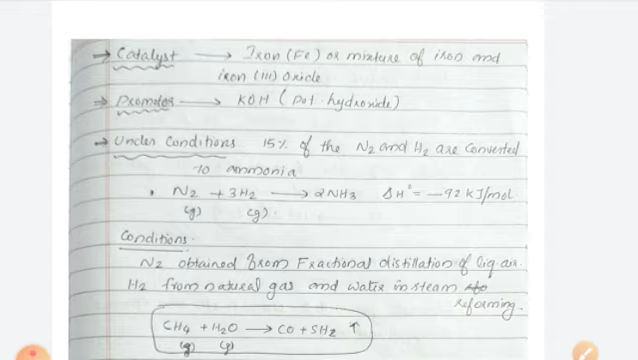 → Catalyst → Iron (Fe) or mixture of iron and
iron (III) oxide
→ Promotor → KOH (Pot. hydroxide)
→ Under Conditions 15% of the N2 and H2 are Converted
to ammonia
• N2 + 3H2 → 2NH3 ΔH° = -92 KJ/mol
(g) (g)
Conditions.
N2 obtained from Fractional distillation of liq air.
H2 from natural gas and water in steam
reforming.
CH4 + H2O → CO + 3H2 ↑
(g) (g)